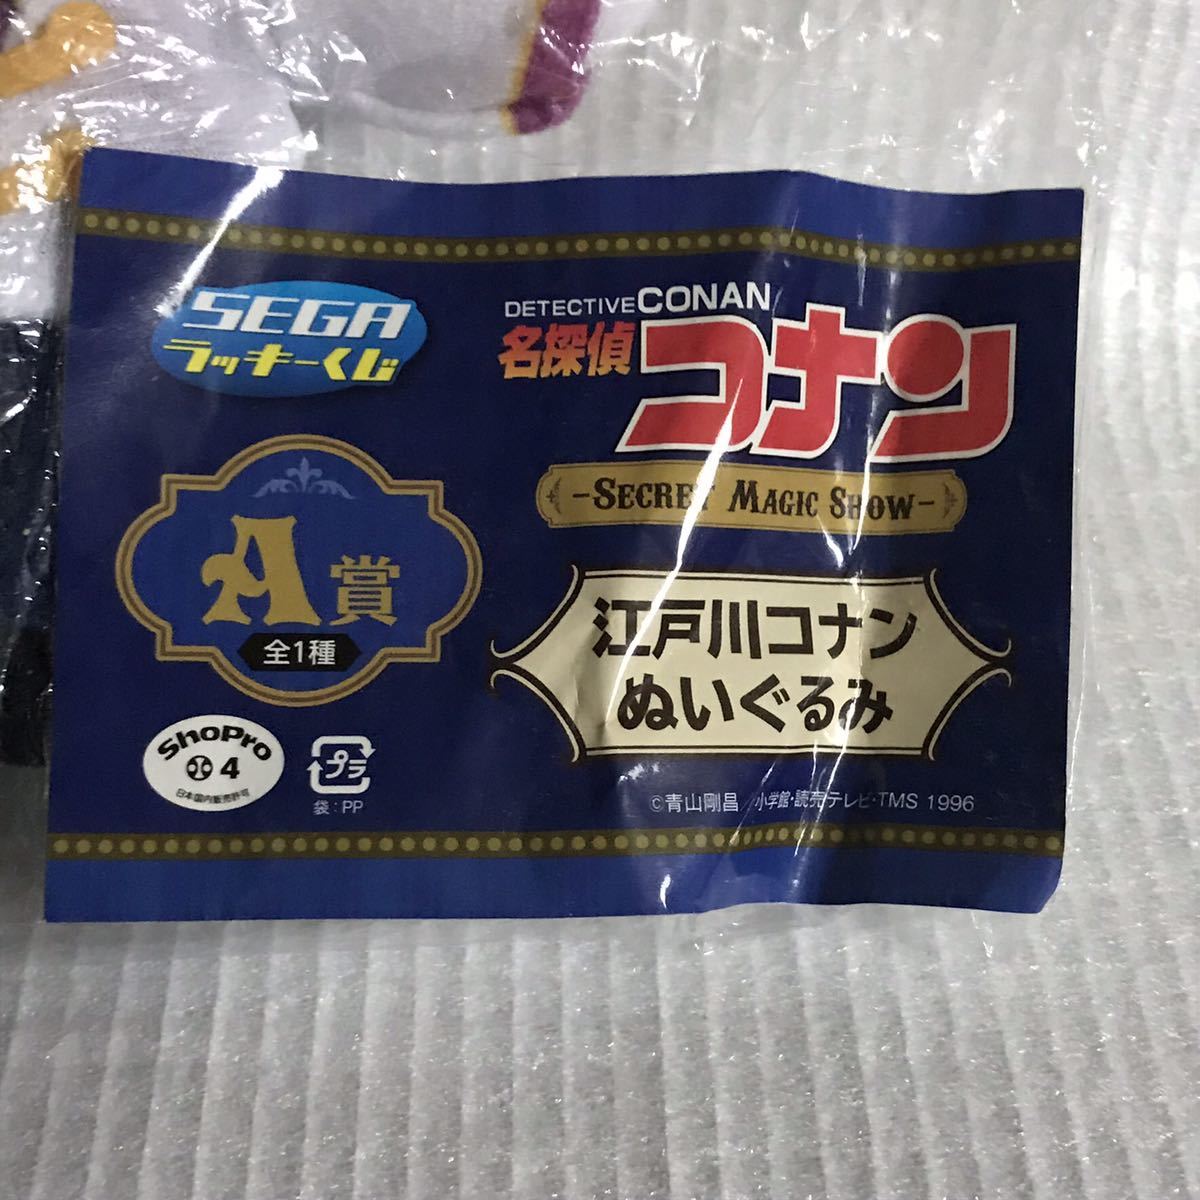 SEGA
ラッキーくじ
DETECTIVE CONAN
名探偵
コナン
-SECRET MAGIC SHOW-
A賞
全1種
江戸川コナン
ぬいぐるみ
ShoPro
4
日本国内販売許可
プラ
袋:PP
©青山剛昌/小学館・読売テレビ・TMS 1996